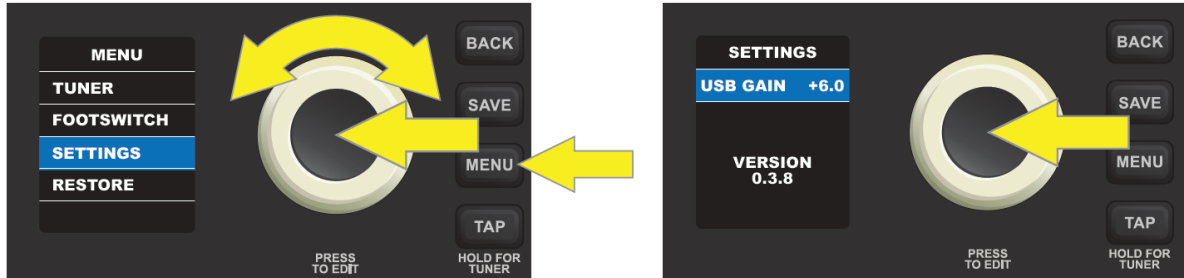 MENU
TUNER
FOOTSWITCH
SETTINGS
RESTORE
BACK
SAVE
MENU
TAP
PRESS
TO EDIT
HOLD FOR
TUNER
SETTINGS
USB GAIN +6.0
VERSION
0.3.8
BACK
SAVE
MENU
TAP
PRESS
TO EDIT
HOLD FOR
TUNER